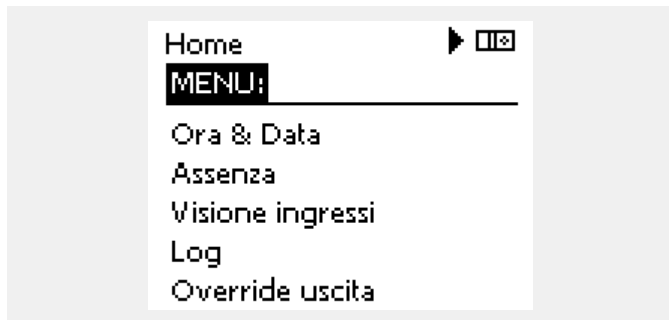 Home
MENU:
Ora & Data
Assenza
Visione ingressi
Log
Override uscita